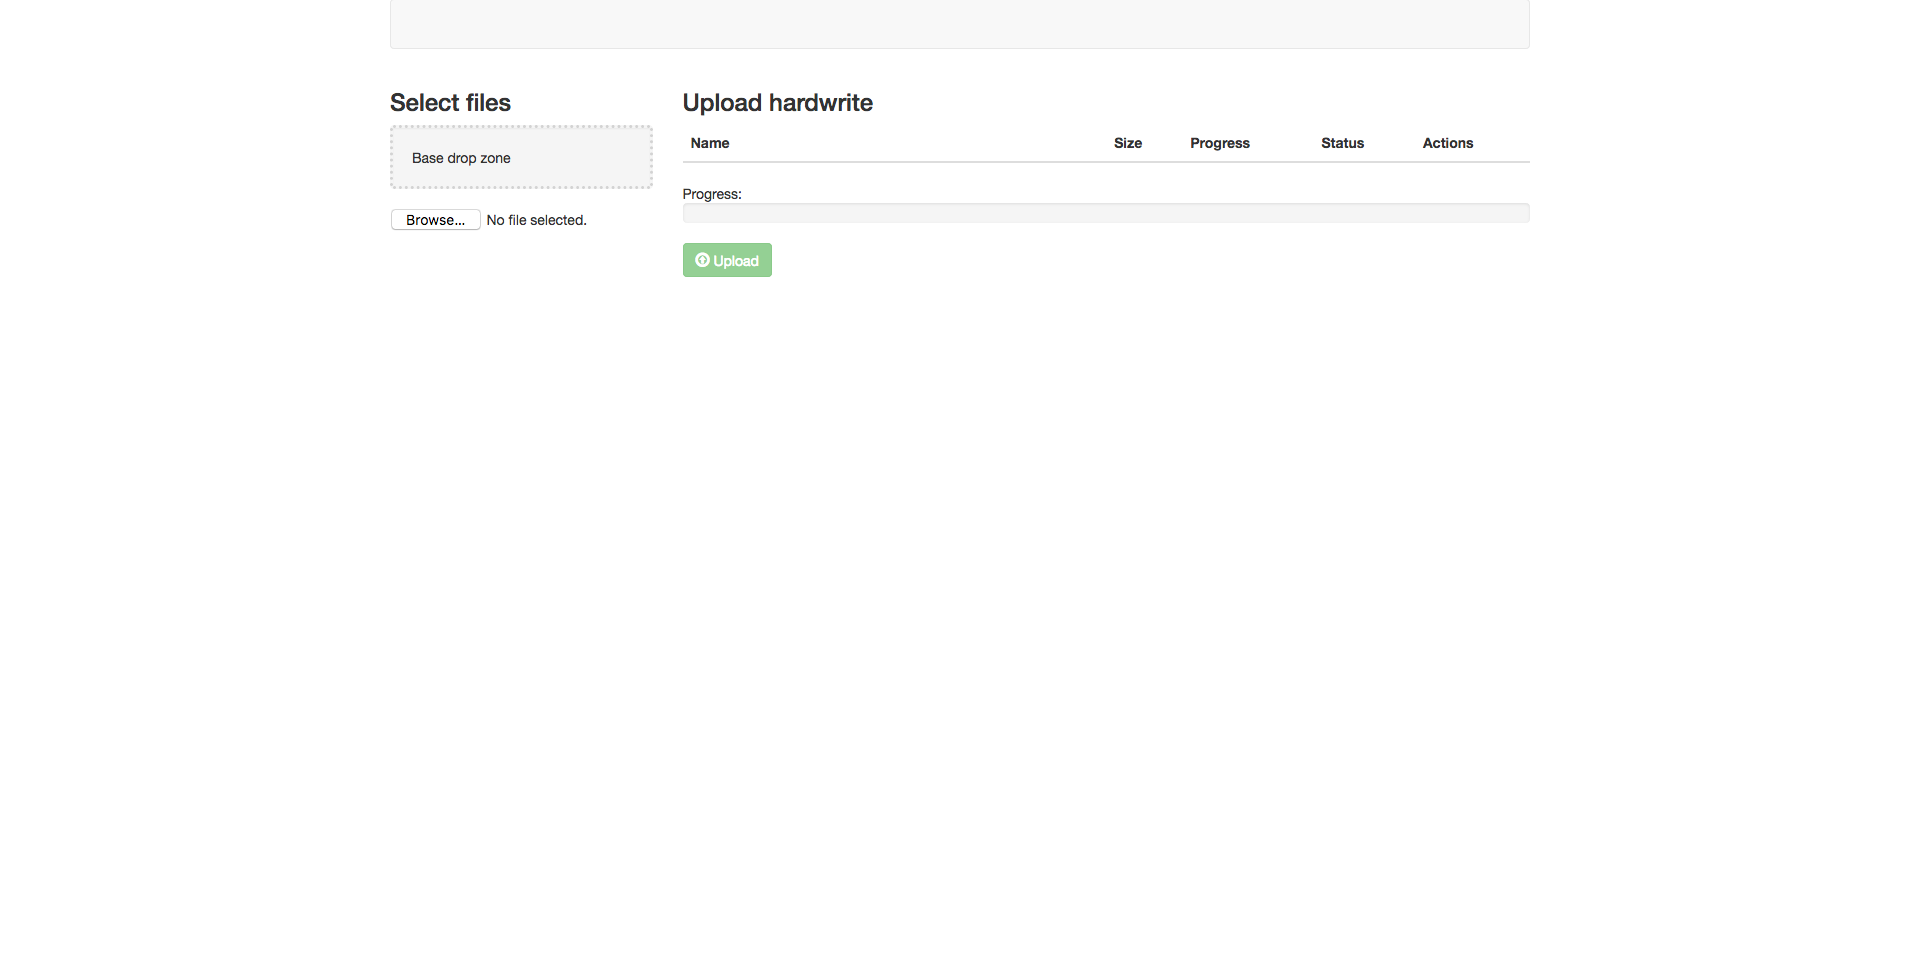 Select files
Base drop zone
Browse... No file selected.
Upload hardwrite
Name Size Progress Status Actions
Progress:
Upload